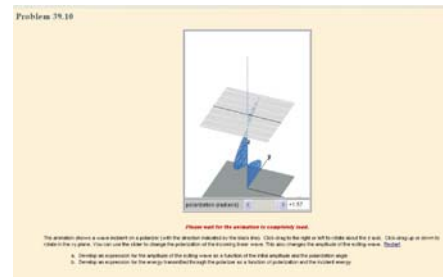 Problem 39.10
polarization (radians)
+1.57
Please wait for the animation to completely load.
The animation shows a wave incident on a polarizer (with the direction indicated by the black line). Click-drag to the right or left to rotate about the z axis. Click-drag up or down to
rotate in the xy plane. You can use the slider to change the polarization of the incoming linear wave. This also changes the amplitude of the exiting wave. Restart.
a. Develop an expression for the amplitude of the exiting wave as a function of the initial amplitude and the polarization angle.
b. Develop an expression for the energy transmitted through the polarizer as a function of polarization and the incident energy.